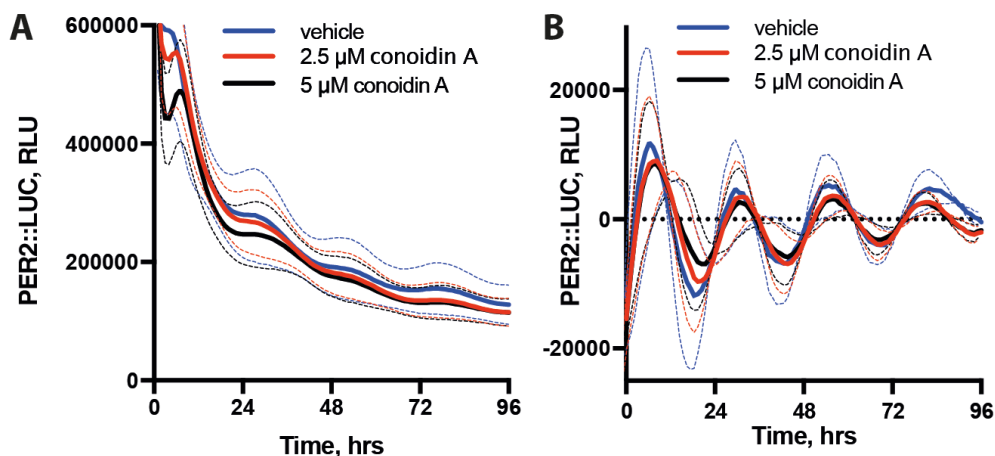 A
vehicle
2.5 µM conoidin A
5 µM conoidin A
PER2::LUC, RLU
600000
400000
200000
0
0 24 48 72 96
Time, hrs
B
vehicle
2.5 µM conoidin A
5 µM conoidin A
PER2::LUC, RLU
20000
0
-20000
0 24 48 72 96
Time, hrs